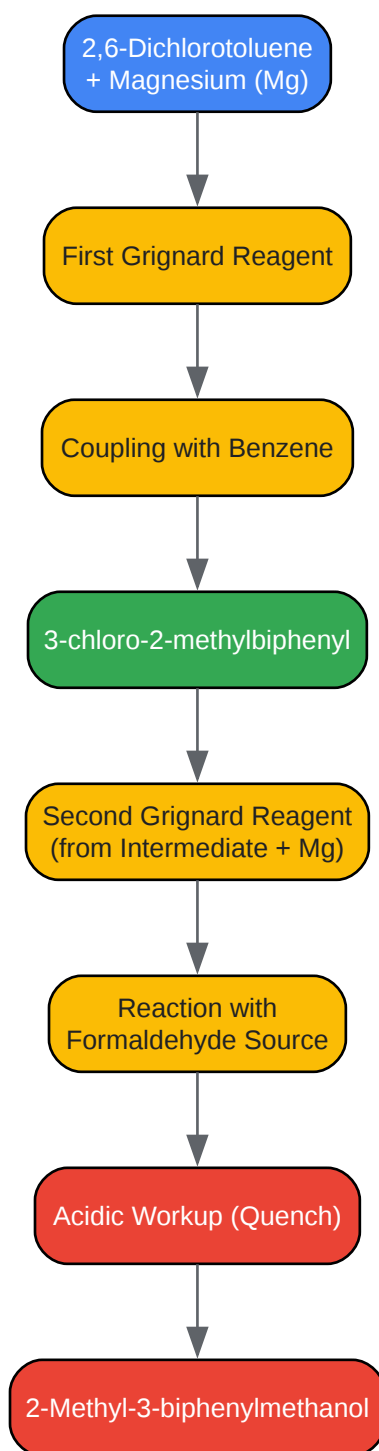 2,6-Dichlorotoluene
+ Magnesium (Mg)
First Grignard Reagent
Coupling with Benzene
3-chloro-2-methylbiphenyl
Second Grignard Reagent
(from Intermediate + Mg)
Reaction with
Formaldehyde Source
Acidic Workup (Quench)
2-Methyl-3-biphenylmethanol